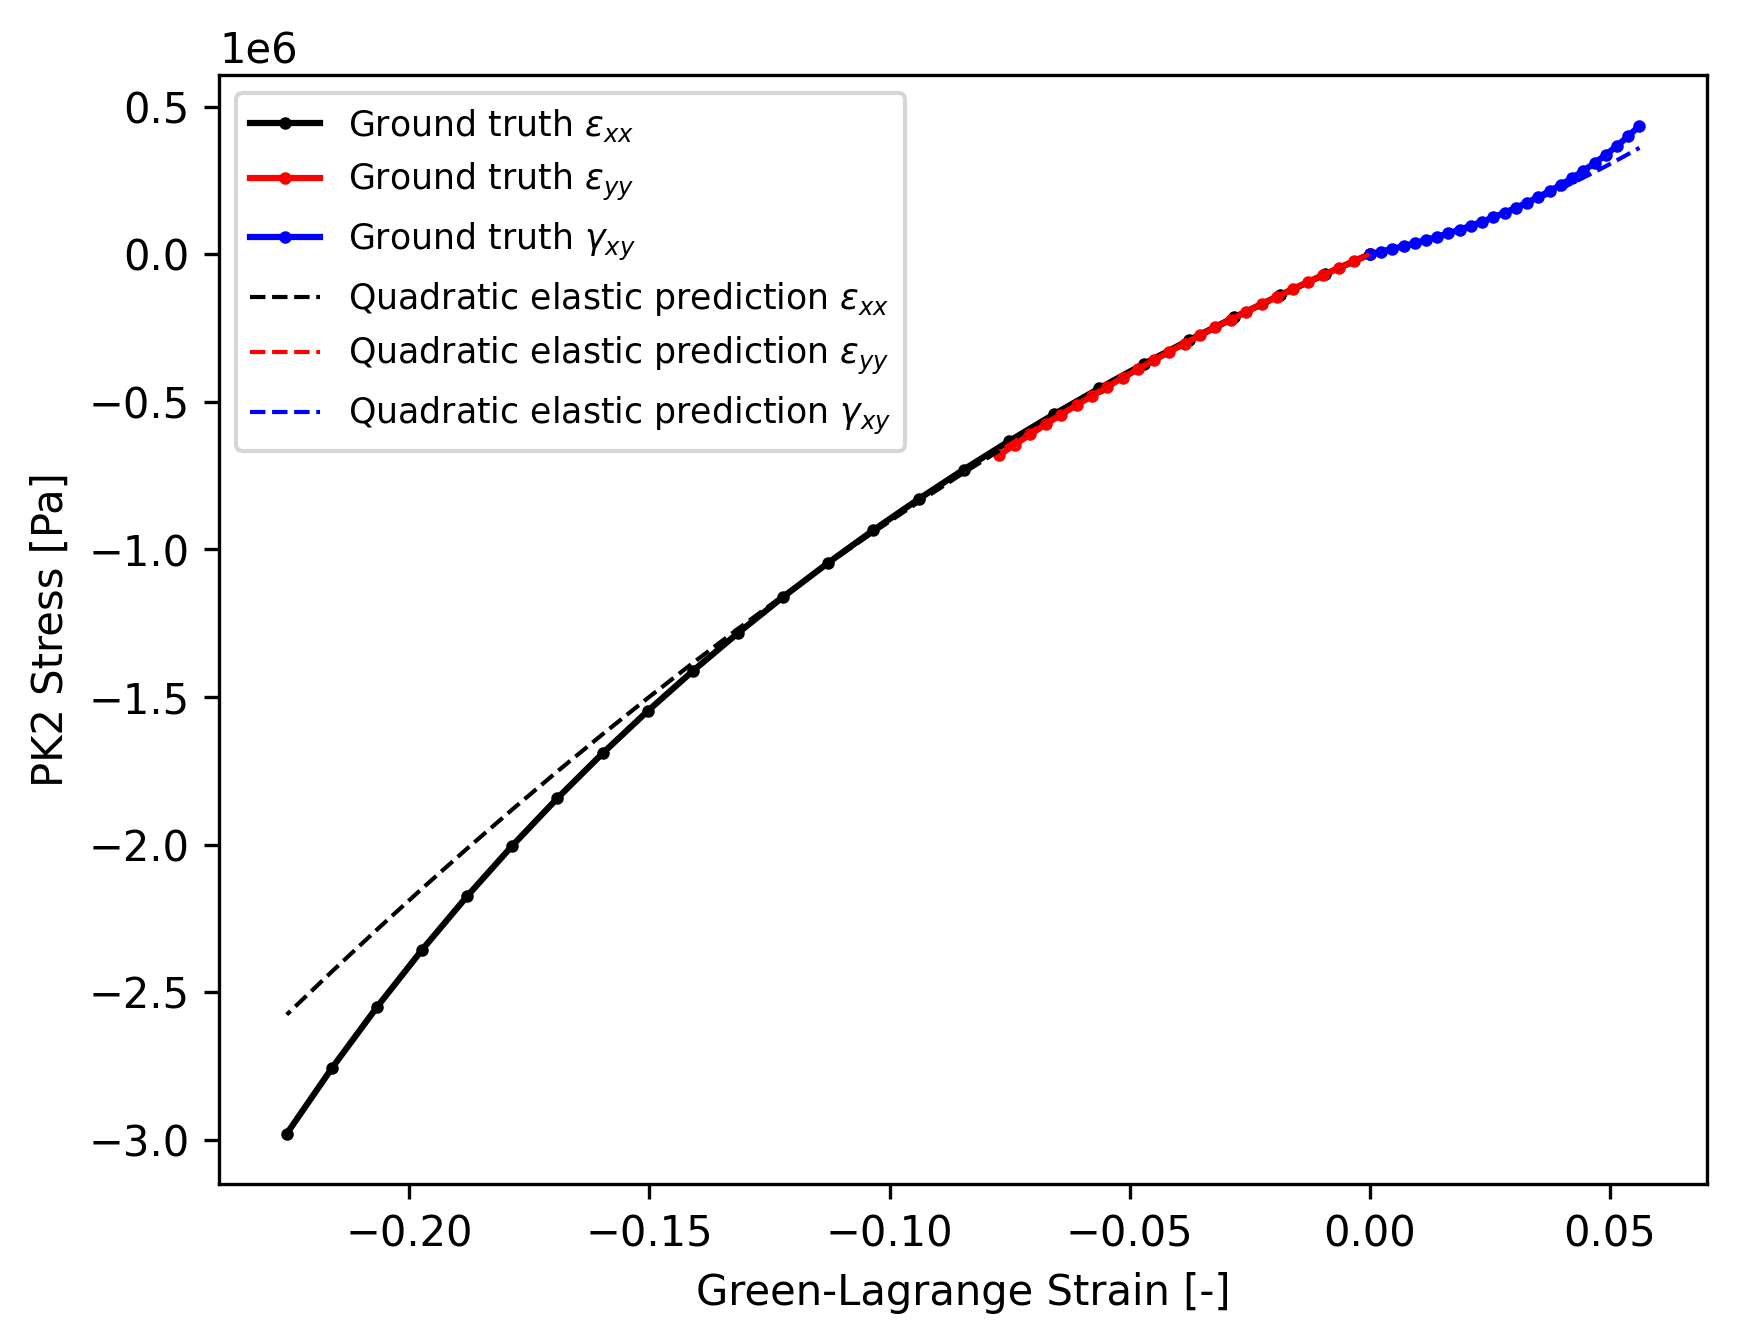 1e6
0.5
0.0
−0.5
−1.0
−1.5
−2.0
−2.5
−3.0
PK2 Stress [Pa]
Ground truth εxx
Ground truth εyy
Ground truth γxy
Quadratic elastic prediction εxx
Quadratic elastic prediction εyy
Quadratic elastic prediction γxy
−0.20 −0.15 −0.10 −0.05 0.00 0.05
Green-Lagrange Strain [-]